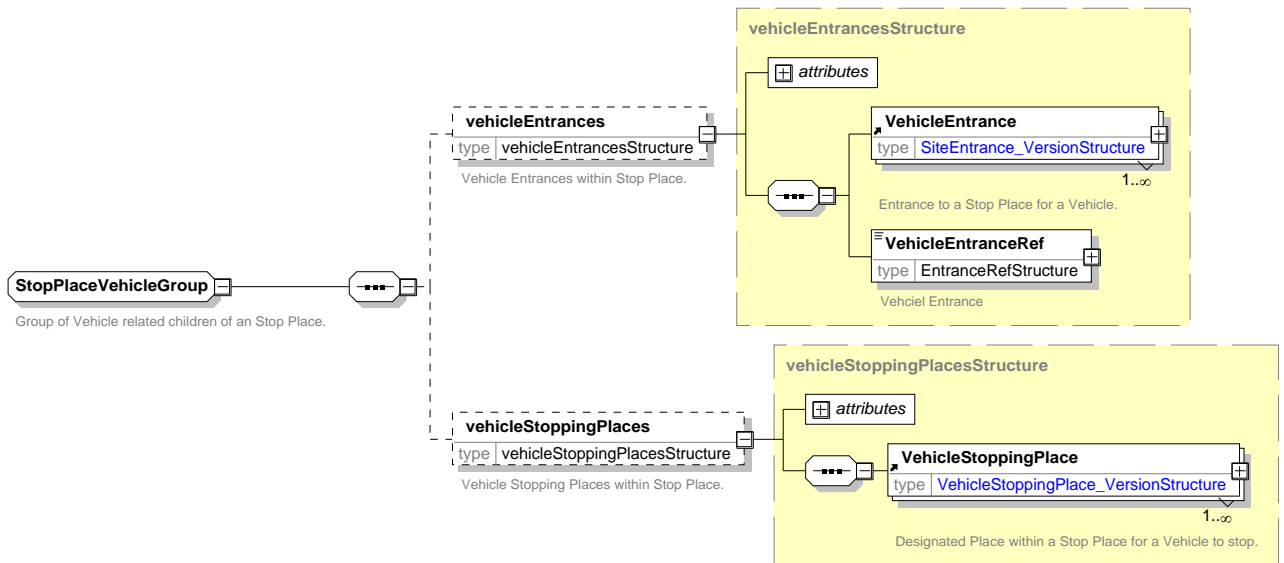 vehicleEntrancesStructure
attributes
vehicleEntrances
type vehicleEntrancesStructure
Vehicle Entrances within Stop Place.
VehicleEntrance
type SiteEntrance_VersionStructure
1..∞
Entrance to a Stop Place for a Vehicle.
VehicleEntranceRef
type EntranceRefStructure
Vehciel Entrance
StopPlaceVehicleGroup
Group of Vehicle related children of an Stop Place.
vehicleStoppingPlacesStructure
attributes
vehicleStoppingPlaces
type vehicleStoppingPlacesStructure
Vehicle Stopping Places within Stop Place.
VehicleStoppingPlace
type VehicleStoppingPlace_VersionStructure
1..∞
Designated Place within a Stop Place for a Vehicle to stop.